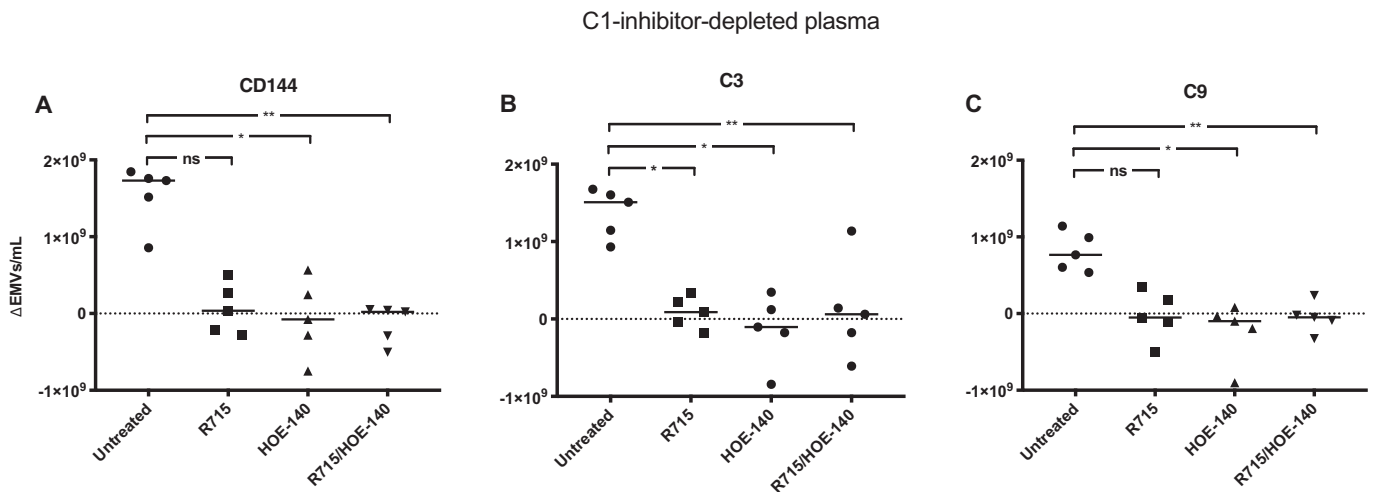 C1-inhibitor-depleted plasma
A
CD144
**
*
ns
ΔEMVs/mL
2×10⁹
1×10⁹
0
-1×10⁹
Untreated
R715
HOE-140
R715/HOE-140
B
C3
**
*
*
2×10⁹
1×10⁹
0
-1×10⁹
Untreated
R715
HOE-140
R715/HOE-140
C
C9
**
*
ns
2×10⁹
1×10⁹
0
-1×10⁹
Untreated
R715
HOE-140
R715/HOE-140